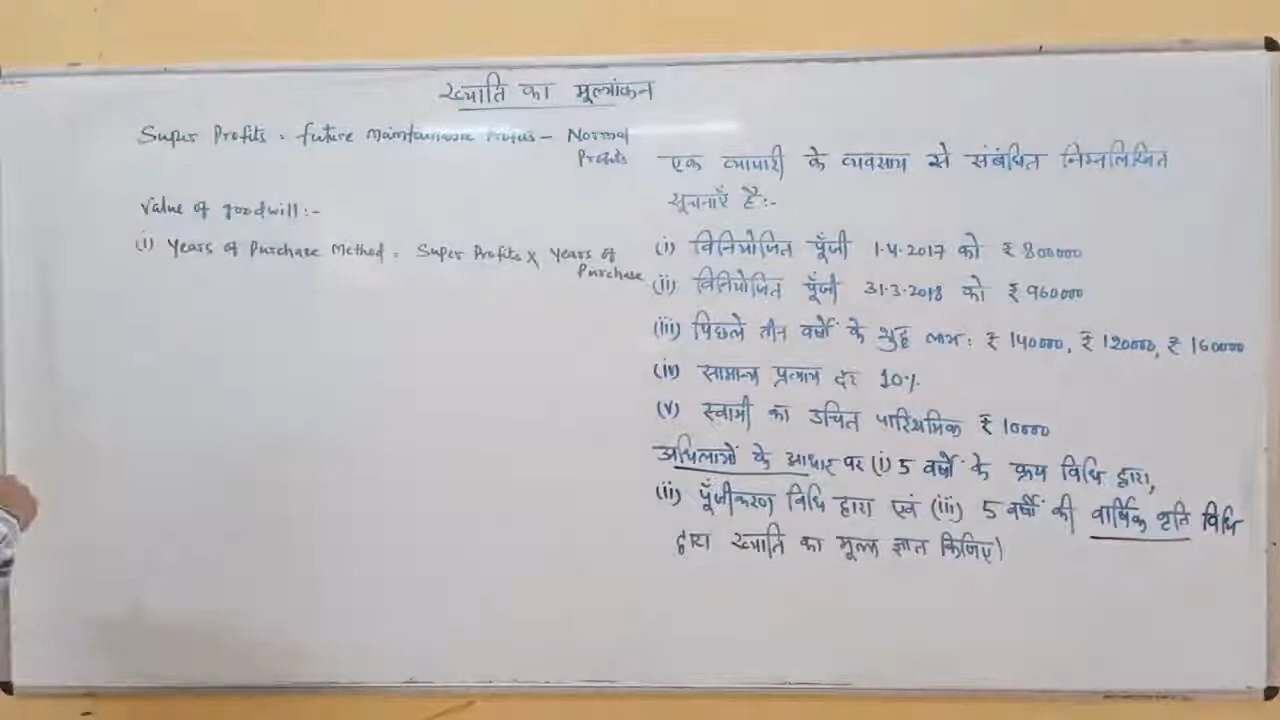 ख्याति का मूल्यांकन
Super Profits = future maintainable Profits – Normal
Profits
Value of goodwill :-
(i) Years of Purchase Method = Super Profits x Years of
Purchase
एक व्यापारी के व्यवसाय से संबंधित निम्नलिखित
सूचनाएँ है:-
(i) विनियोजित पूँजी 1.4.2017 को ₹ 800000
(ii) विनियोजित पूँजी 31.3.2018 को ₹ 960000
(iii) पिछले तीन वर्षों के शुद्ध लाभ: ₹ 140000, ₹ 120000, ₹ 160000
(iv) सामान्य प्रत्याय दर 10%
(v) स्वामी का उचित पारिश्रमिक ₹ 10000
अधिलाभों के आधार पर (i) 5 वर्षों के क्रय विधि द्वारा,
(ii) पूँजीकरण विधि द्वारा एवं (iii) 5 वर्षों की वार्षिक वृत्ति विधि
द्वारा ख्याति का मूल्य ज्ञात किजिए।